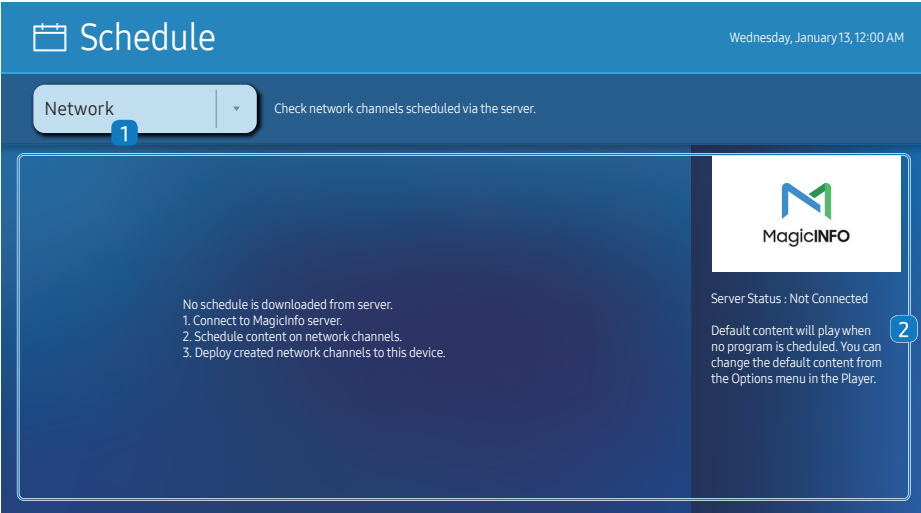 Schedule
Wednesday, January 13, 12:00 AM
Network
Check network channels scheduled via the server.
1
MagicINFO
No schedule is downloaded from server.
1. Connect to MagicInfo server.
2. Schedule content on network channels.
3. Deploy created network channels to this device.
Server Status : Not Connected
Default content will play when
no program is cheduled. You can
change the default content from
the Options menu in the Player.
2